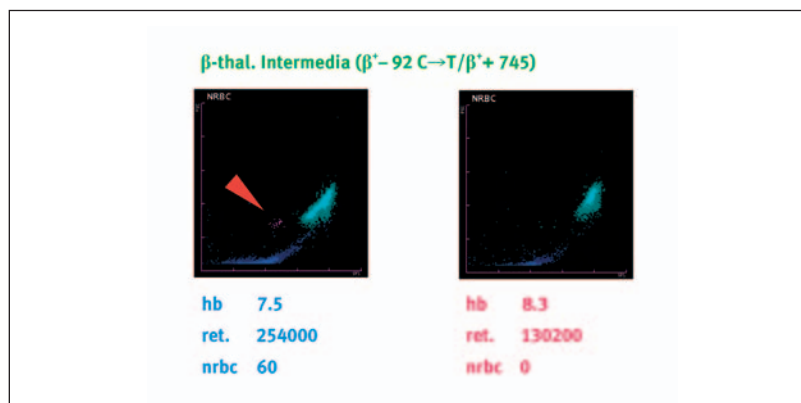 β-thal. Intermedia (β⁺– 92 C→T/β⁺+ 745)
NRBC
NRBC
hb 7.5
ret. 254000
nrbc 60
hb 8.3
ret. 130200
nrbc 0